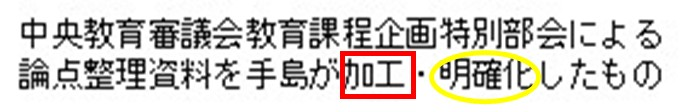 中央教育審議会教育課程企画特別部会による
論点整理資料を手島が加工・明確化したもの